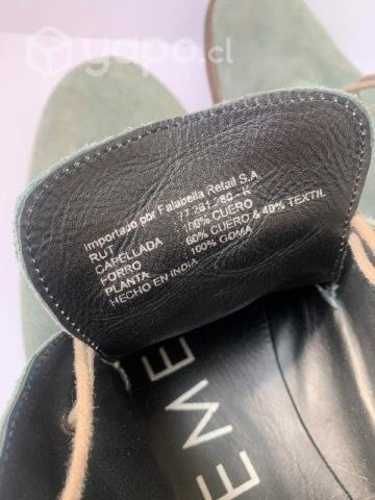 yapo.cl
Importado por Falabella Retail S.A
RUT
CAPELLADA 100% CUERO
FORRO 60% CUERO & 40% TEXTIL
PLANTA 100% GOMA
HECHO EN INDIA
EME